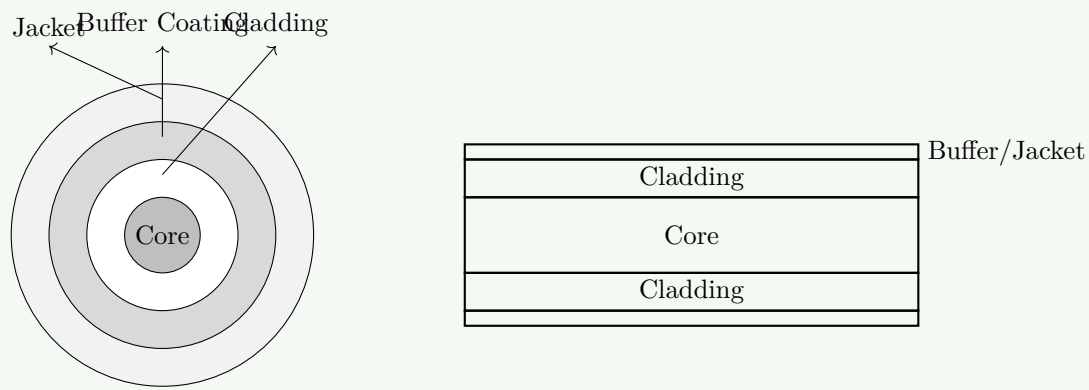 Jacket
Buffer Coating
Cladding
Core
Buffer/Jacket
Cladding
Core
Cladding